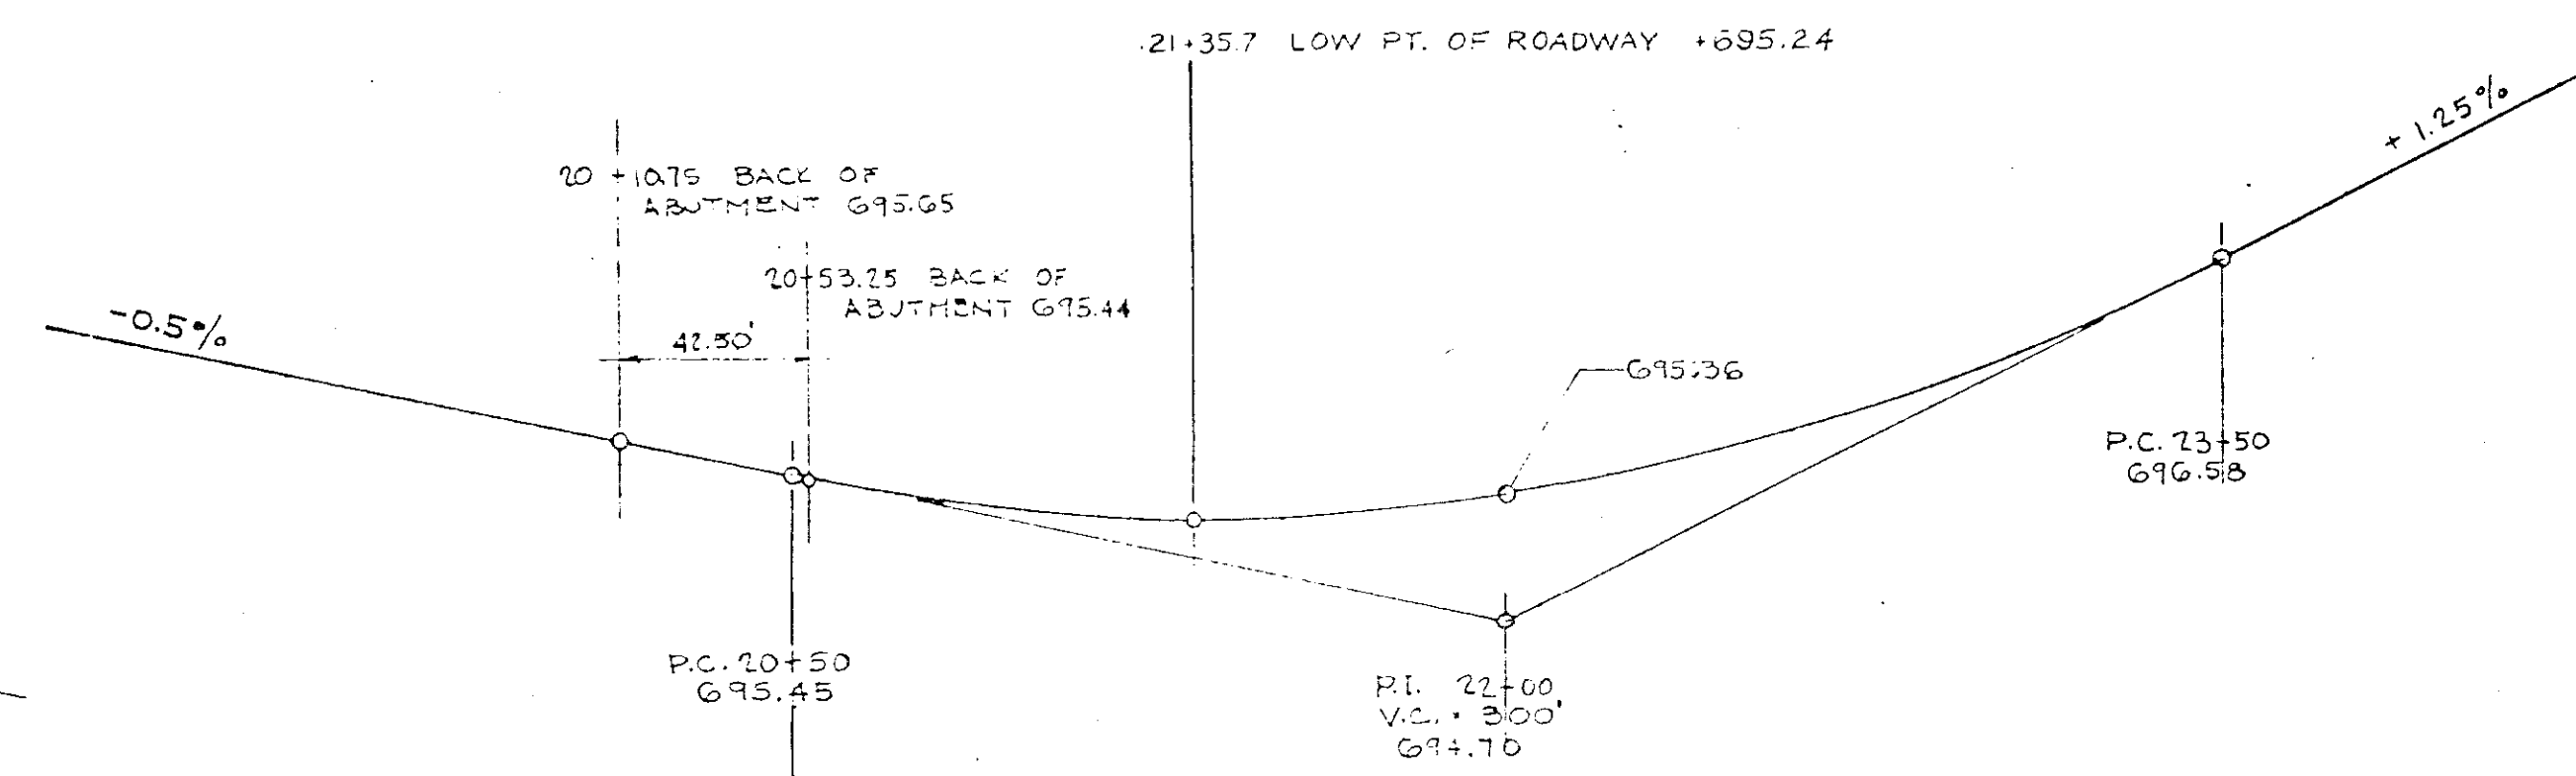 21+35.7 LOW PT. OF ROADWAY +695.24
+ 1.25%
20 +10.75 BACK OF
ABUTMENT 695.65
20+53.25 BACK OF
ABUTMENT 695.44
-0.5%
42.50'
695.36
P.C. 23+50
696.58
P.C. 20+50
695.45
P.I. 22+00
V.C. = 300'
694.70